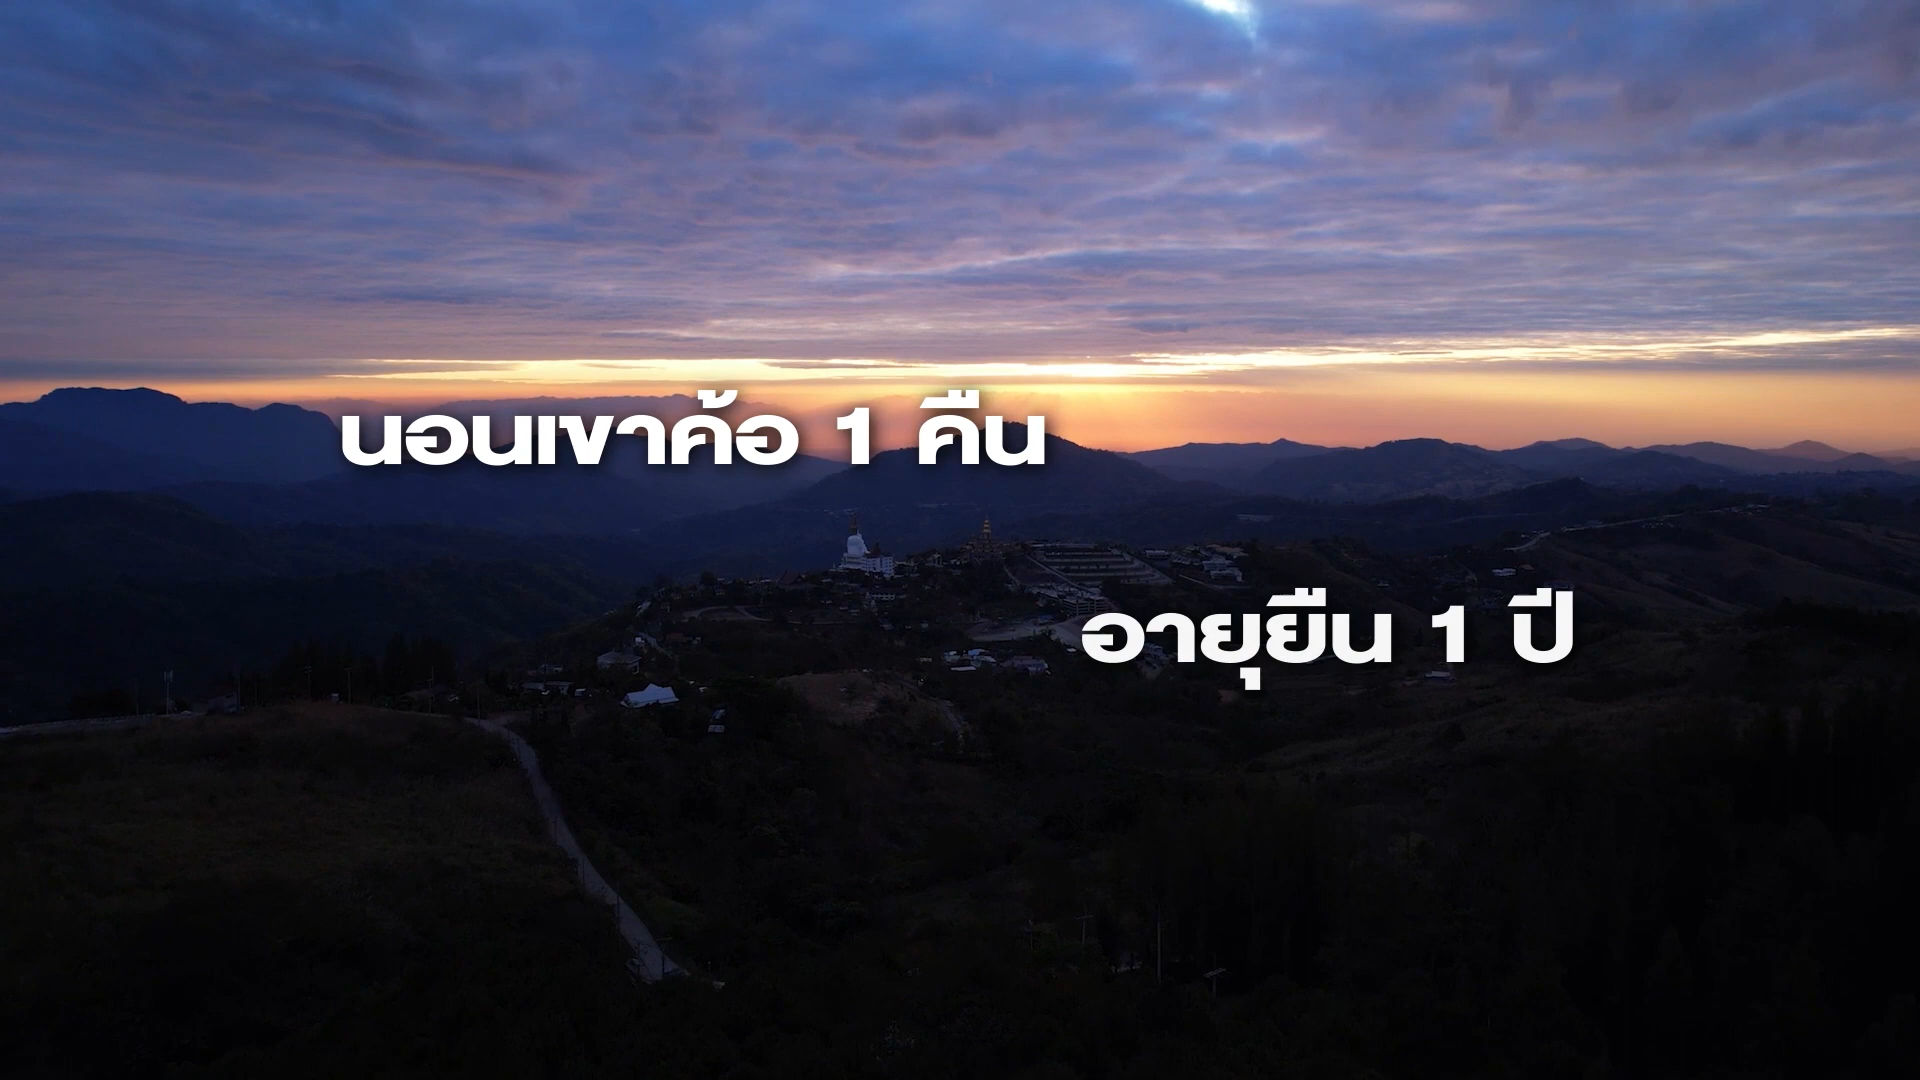 นอนเขาค้อ 1 คืน
อายุยืน 1 ปี